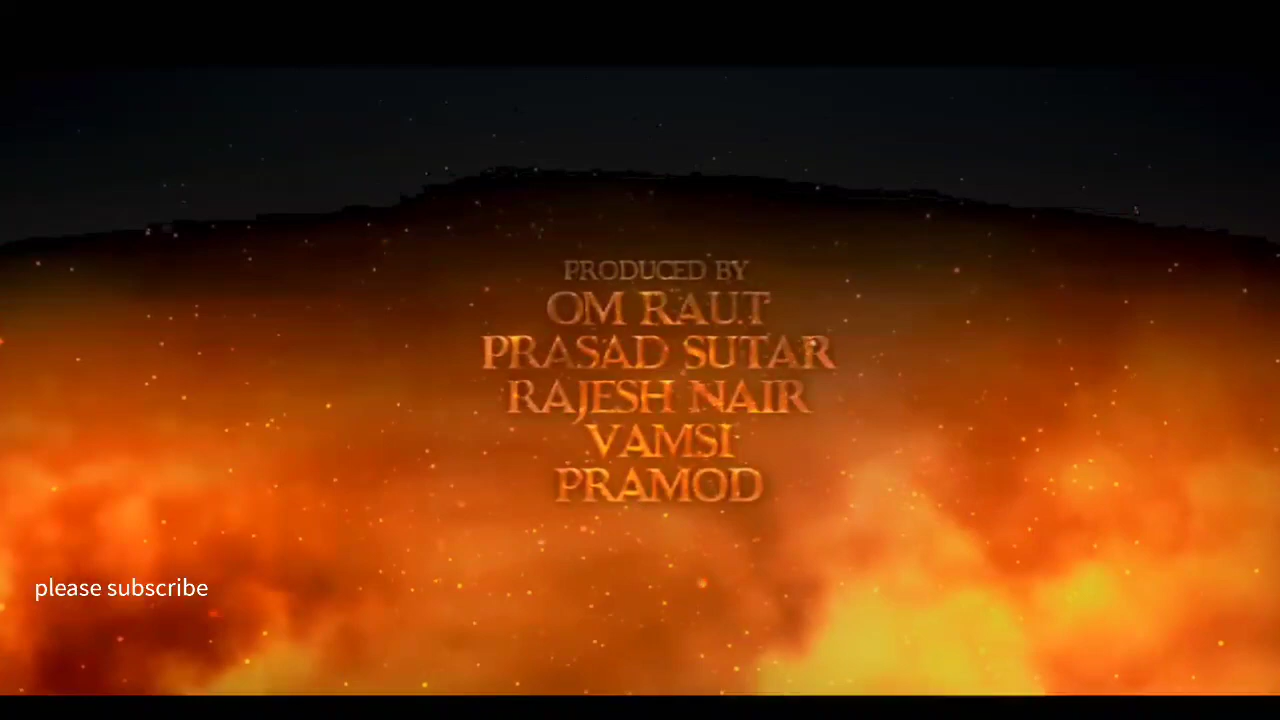 PRODUCED BY
OM RAUT
PRASAD SUTAR
RAJESH NAIR
VAMSI
PRAMOD
please subscribe